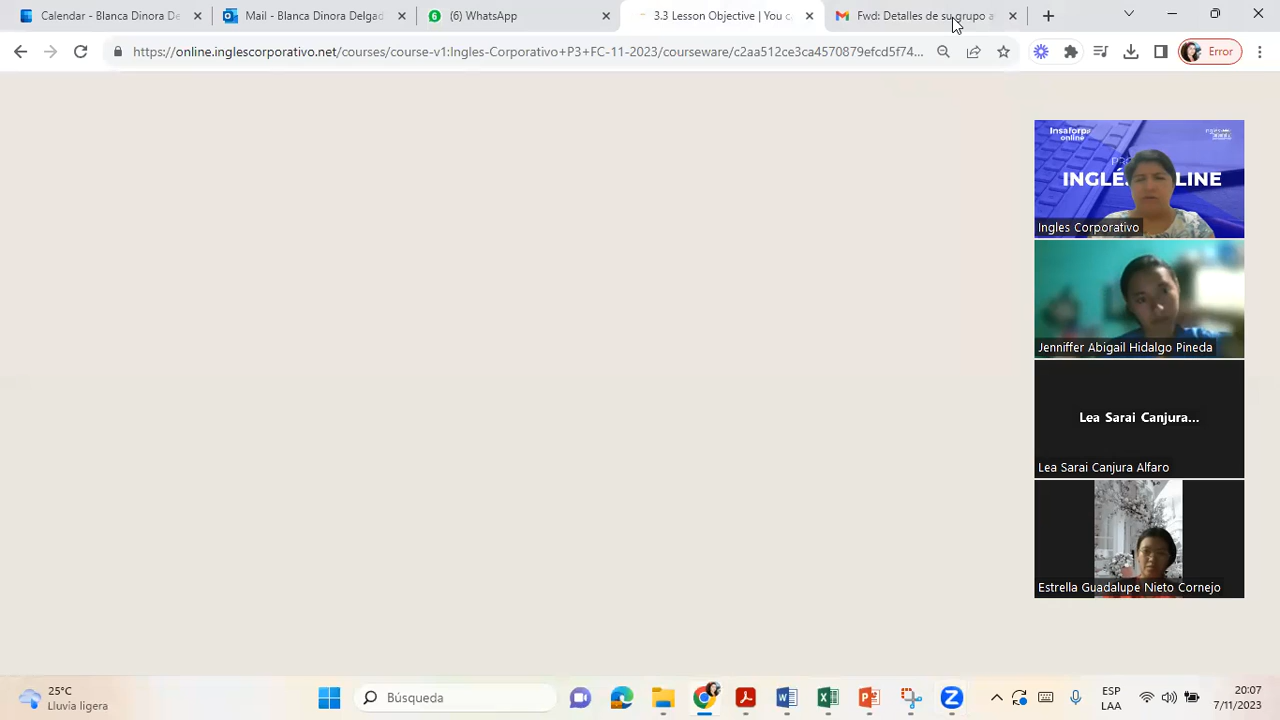 Calendar - Blanca Dinora De
Mail - Blanca Dinora Delgad
(6) WhatsApp
3.3 Lesson Objective | You c
Fwd: Detalles de su grupo a
https://online.inglescorporativo.net/courses/course-v1:Ingles-Corporativo+P3+FC-11-2023/courseware/c2aa512ce3ca4570879efcd5f74...
Error
Insaforp
online
INGLÉS ONLINE
Ingles Corporativo
Jenniffer Abigail Hidalgo Pineda
Lea Sarai Canjura...
Lea Sarai Canjura Alfaro
Estrella Guadalupe Nieto Cornejo
25°C
Lluvia ligera
Búsqueda
ESP
LAA
20:07
7/11/2023